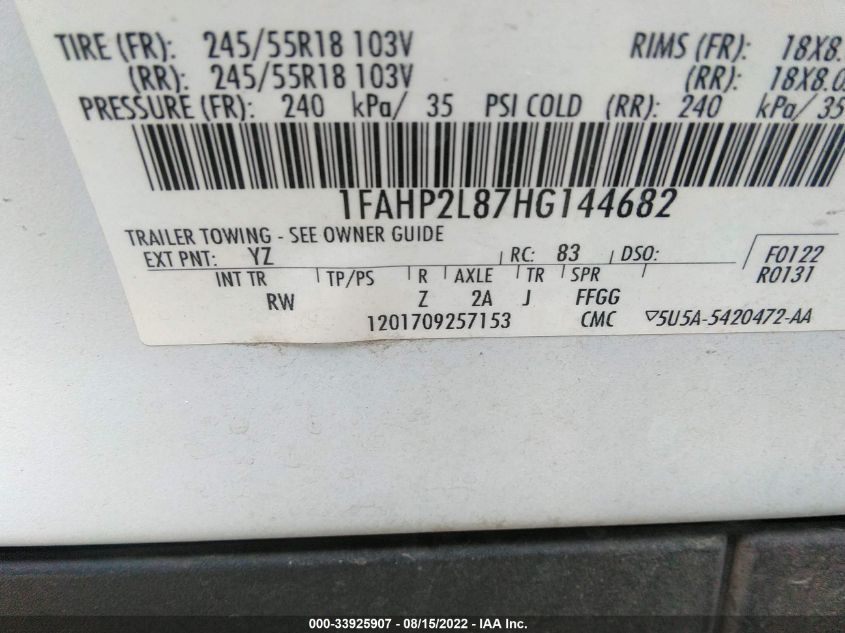 TIRE (FR): 245/55R18 103V RIMS (FR): 18X8.
(RR): 245/55R18 103V (RR): 18X8.0
PRESSURE (FR): 240 kPa/ 35 PSI COLD (RR): 240 kPa/ 35
1FAHP2L87HG144682
TRAILER TOWING - SEE OWNER GUIDE
EXT PNT: YZ RC: 83 DSO: F0122
INT TR TP/PS R AXLE TR SPR R0131
RW Z 2A J FFGG
1201709257153 CMC ▽5U5A-5420472-AA
000-33925907 - 08/15/2022 - IAA Inc.